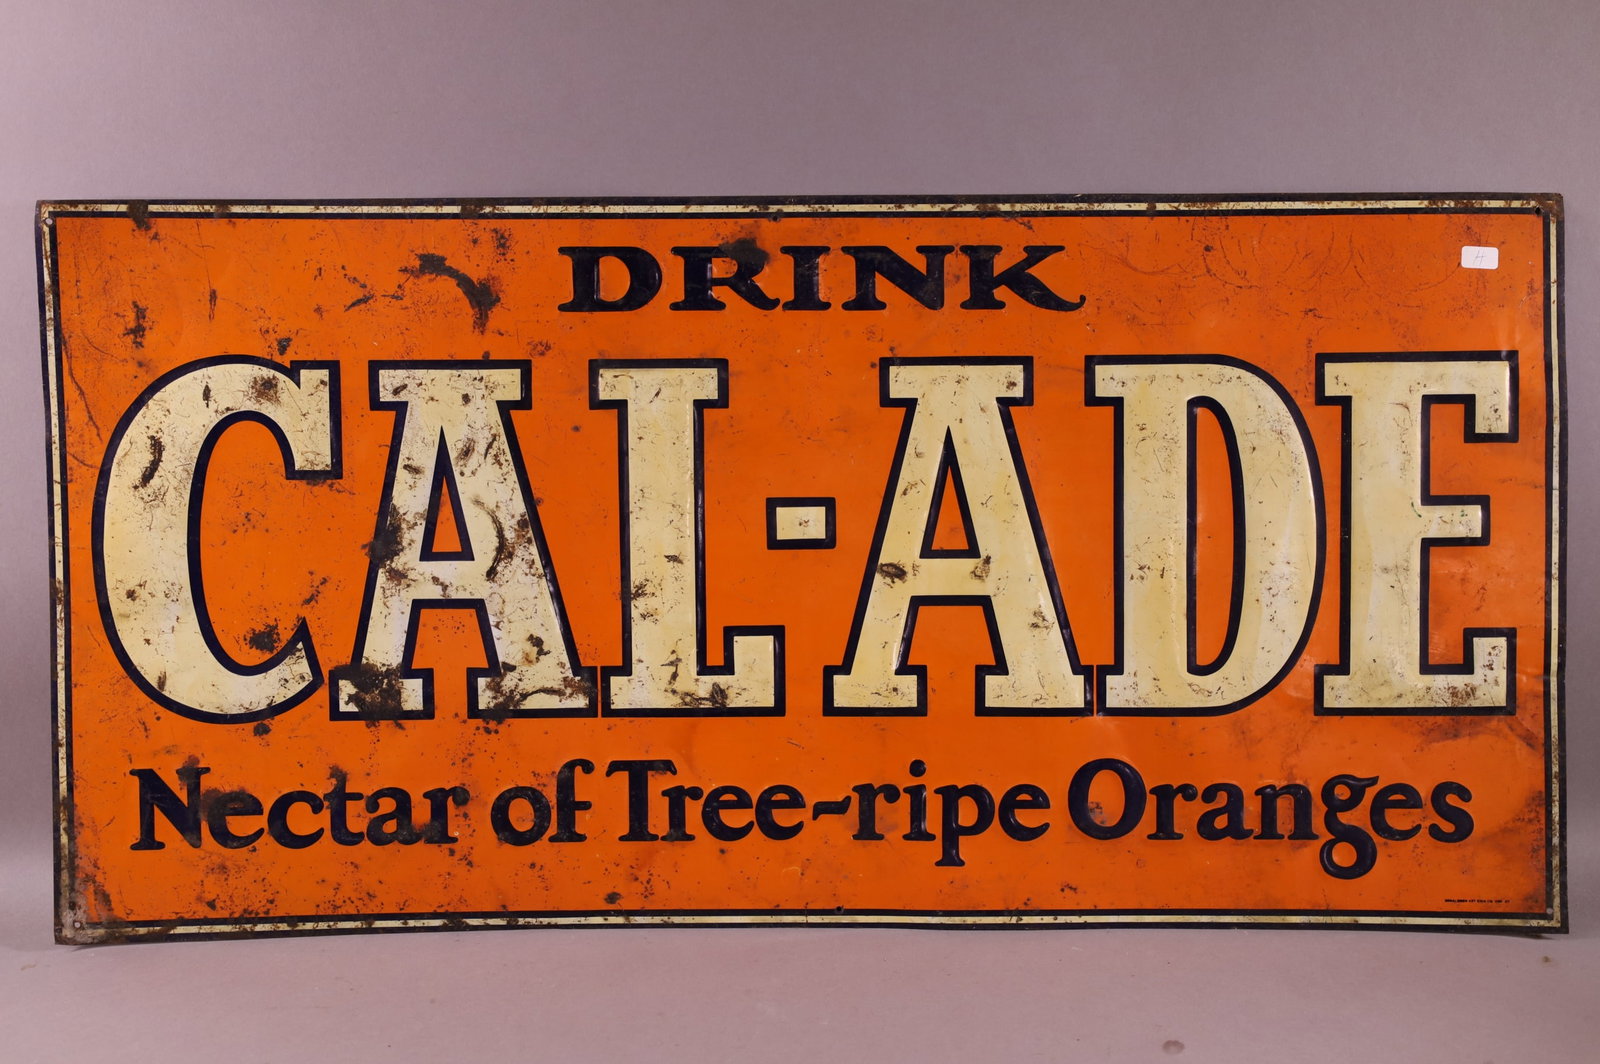 DRINK
H
CAL-ADE
Nectar of Tree-ripe Oranges